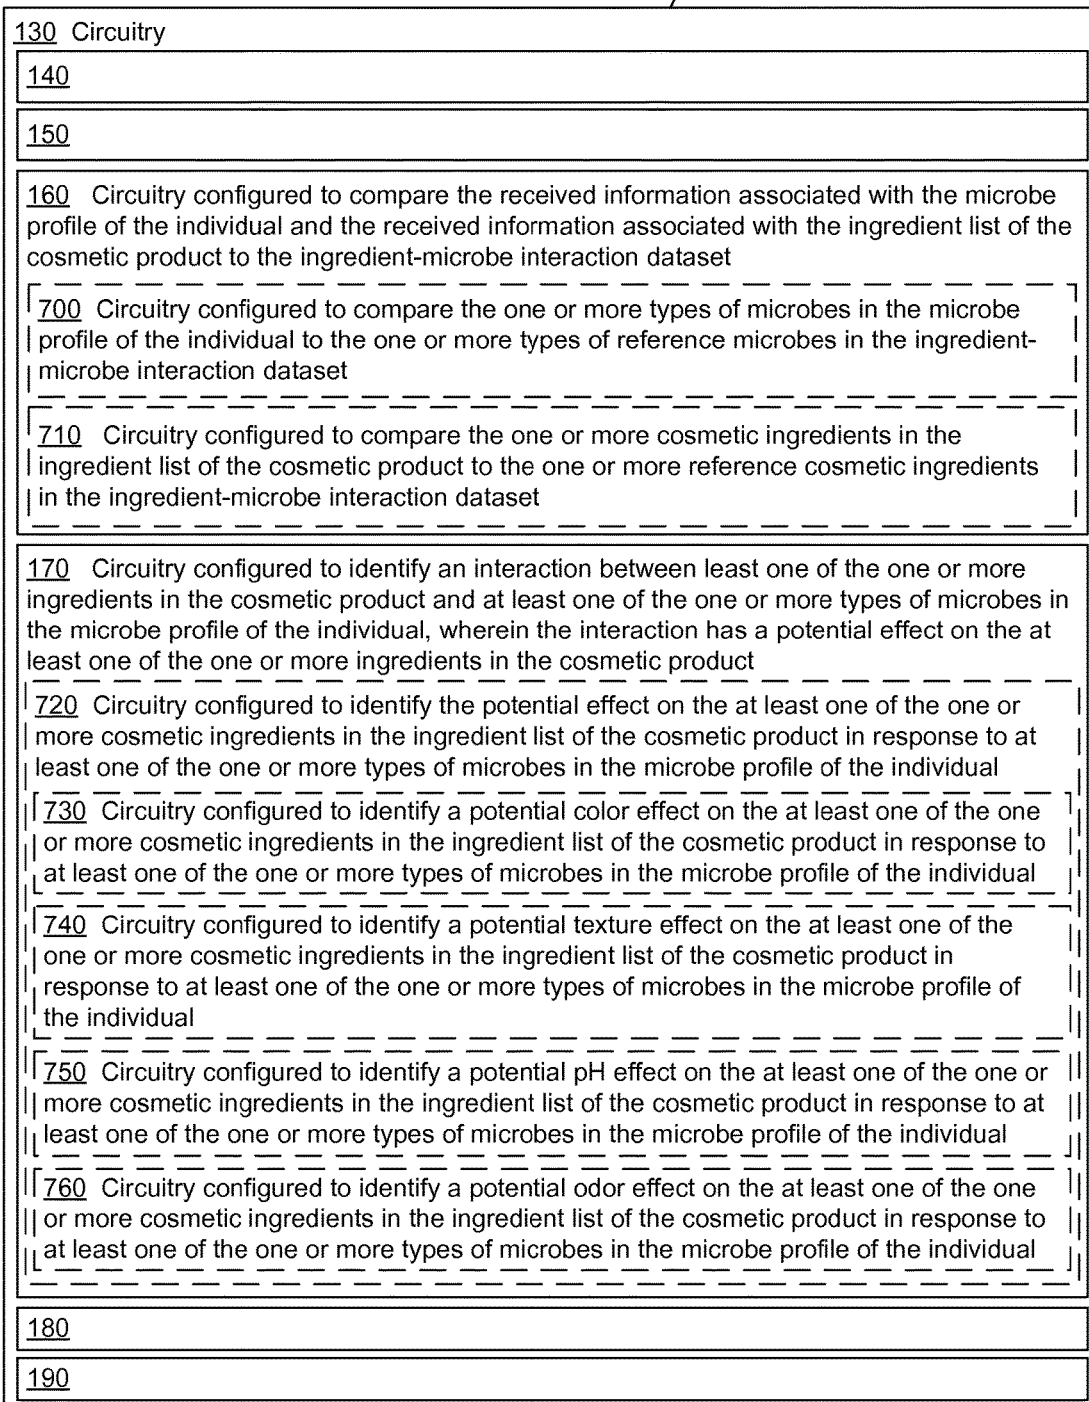 130 Circuitry
140
150
160 Circuitry configured to compare the received information associated with the microbe
profile of the individual and the received information associated with the ingredient list of the
cosmetic product to the ingredient-microbe interaction dataset
700 Circuitry configured to compare the one or more types of microbes in the microbe
profile of the individual to the one or more types of reference microbes in the ingredient-
microbe interaction dataset
710 Circuitry configured to compare the one or more cosmetic ingredients in the
ingredient list of the cosmetic product to the one or more reference cosmetic ingredients
in the ingredient-microbe interaction dataset
170 Circuitry configured to identify an interaction between least one of the one or more
ingredients in the cosmetic product and at least one of the one or more types of microbes in
the microbe profile of the individual, wherein the interaction has a potential effect on the at
least one of the one or more ingredients in the cosmetic product
720 Circuitry configured to identify the potential effect on the at least one of the one or
more cosmetic ingredients in the ingredient list of the cosmetic product in response to at
least one of the one or more types of microbes in the microbe profile of the individual
730 Circuitry configured to identify a potential color effect on the at least one of the one
or more cosmetic ingredients in the ingredient list of the cosmetic product in response to
at least one of the one or more types of microbes in the microbe profile of the individual
740 Circuitry configured to identify a potential texture effect on the at least one of the
one or more cosmetic ingredients in the ingredient list of the cosmetic product in
response to at least one of the one or more types of microbes in the microbe profile of
the individual
750 Circuitry configured to identify a potential pH effect on the at least one of the one or
more cosmetic ingredients in the ingredient list of the cosmetic product in response to at
least one of the one or more types of microbes in the microbe profile of the individual
760 Circuitry configured to identify a potential odor effect on the at least one of the one
or more cosmetic ingredients in the ingredient list of the cosmetic product in response to
at least one of the one or more types of microbes in the microbe profile of the individual
180
190